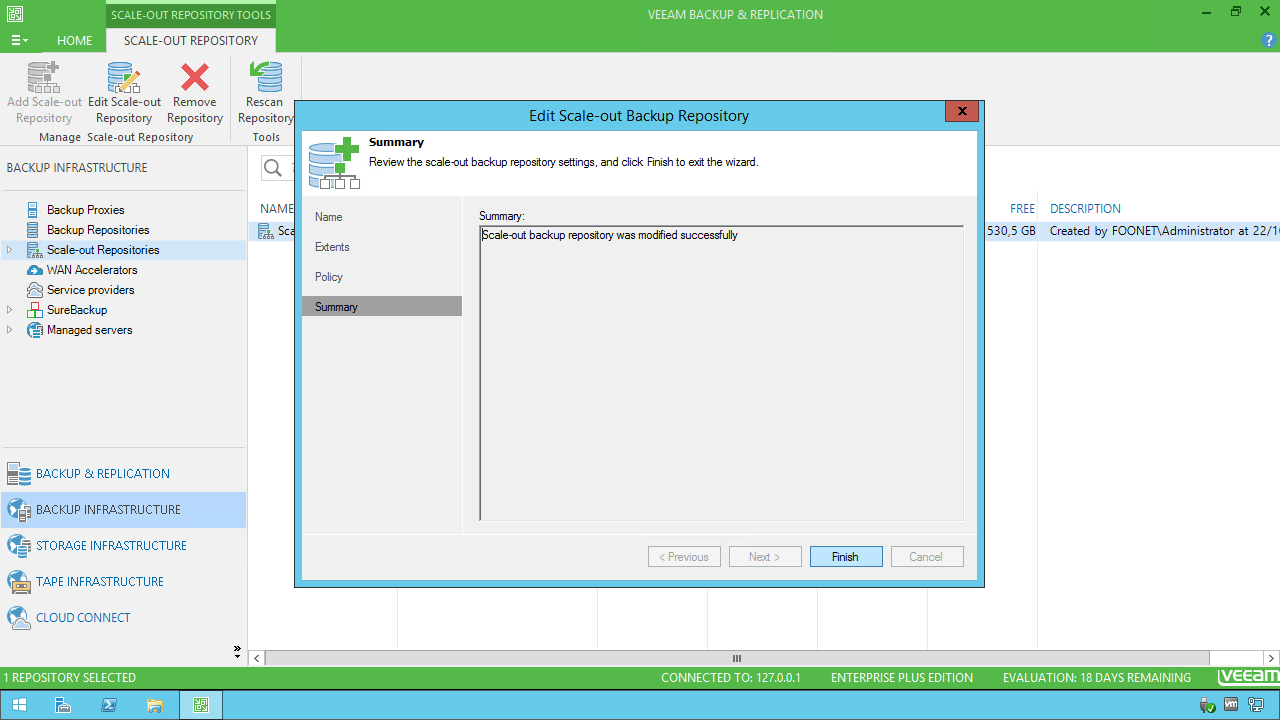 SCALE-OUT REPOSITORY TOOLS
VEEAM BACKUP & REPLICATION
HOME
SCALE-OUT REPOSITORY
Add Scale-out Repository
Edit Scale-out Repository
Remove Repository
Rescan Repository
Manage Scale-out Repository
Tools
BACKUP INFRASTRUCTURE
Backup Proxies
Backup Repositories
Scale-out Repositories
WAN Accelerators
Service providers
SureBackup
Managed servers
BACKUP & REPLICATION
BACKUP INFRASTRUCTURE
STORAGE INFRASTRUCTURE
TAPE INFRASTRUCTURE
CLOUD CONNECT
NAME
FREE
DESCRIPTION
530,5 GB
Created by FOONET\Administrator at 22/10
Edit Scale-out Backup Repository
Summary
Review the scale-out backup repository settings, and click Finish to exit the wizard.
Name
Extents
Policy
Summary
Summary:
Scale-out backup repository was modified successfully
< Previous
Next >
Finish
Cancel
1 REPOSITORY SELECTED
CONNECTED TO: 127.0.0.1
ENTERPRISE PLUS EDITION
EVALUATION: 18 DAYS REMAINING
veeam